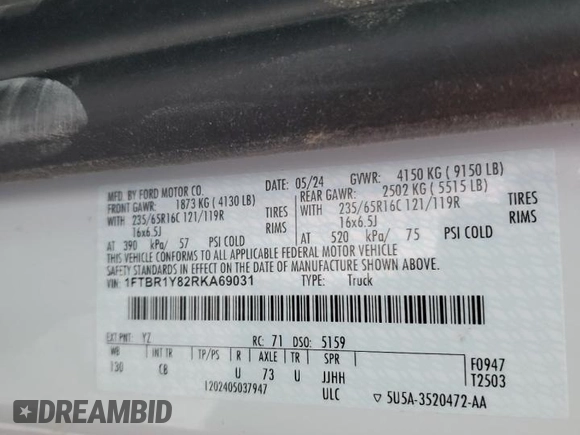 MFD. BY FORD MOTOR CO.
DATE: 05/24 GVWR: 4150 KG ( 9150 LB)
FRONT GAWR: 1873 KG ( 4130 LB)
REAR GAWR: 2502 KG ( 5515 LB)
WITH 235/65R16C 121/119R TIRES
WITH 235/65R16C 121/119R TIRES
16x6.5J RIMS
16x6.5J RIMS
AT 390 kPa/ 57 PSI COLD
AT 520 kPa/ 75 PSI COLD
THIS VEHICLE CONFORMS TO ALL APPLICABLE FEDERAL MOTOR VEHICLE
SAFETY STANDARDS IN EFFECT ON THE DATE OF MANUFACTURE SHOWN ABOVE.
VIN: 1FTBR1Y82RKA69031 TYPE: Truck
EXT PNT: YZ RC: 71 DSO: 5159
WB INT TR TP/PS R AXLE TR SPR
130 CB U 73 U JJHH
1202405037947 ULC
F0947
T2503
5U5A-3520472-AA
DREAMBID